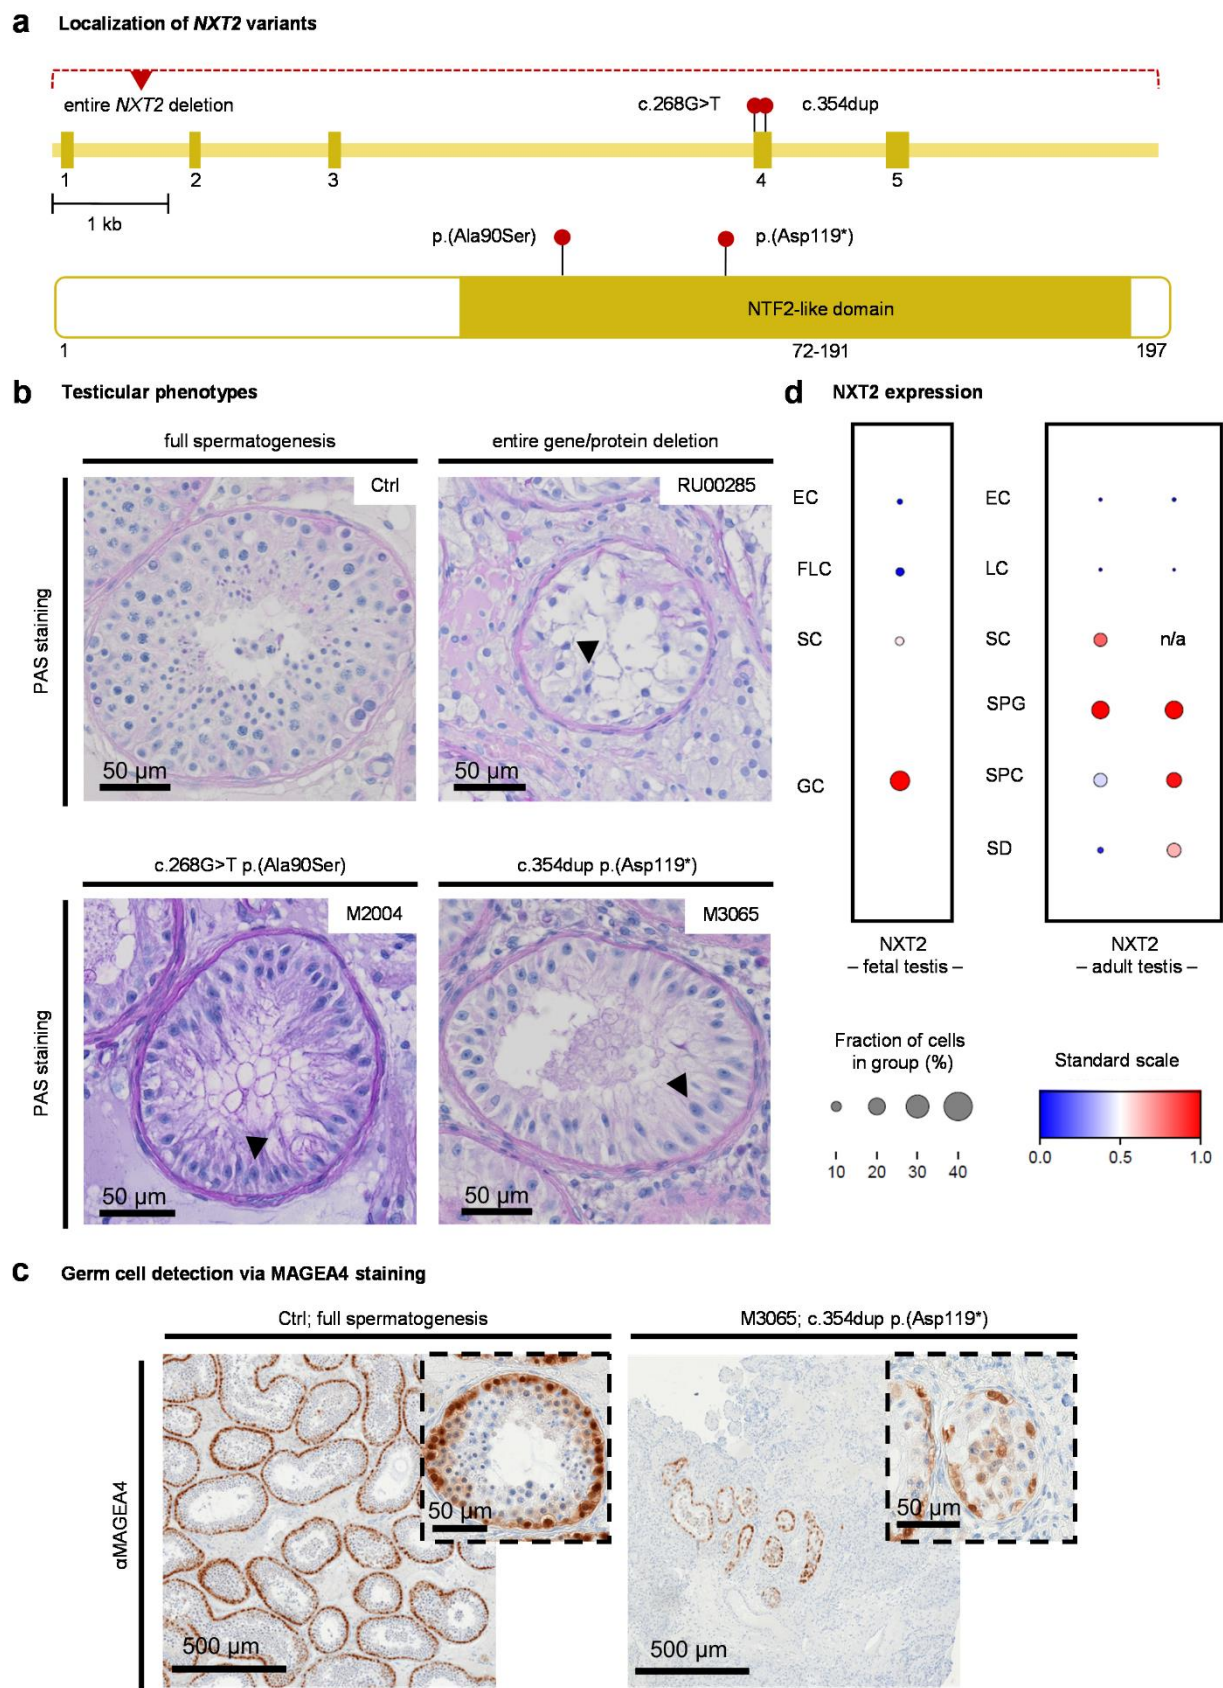 a Localization of NXT2 variants
entire NXT2 deletion
c.268G>T c.354dup
1 2 3 4 5
1 kb
p.(Ala90Ser) p.(Asp119*)
NTF2-like domain
1 72-191 197
b Testicular phenotypes
full spermatogenesis
entire gene/protein deletion
PAS staining
Ctrl
50 µm
RU00285
50 µm
c.268G>T p.(Ala90Ser)
c.354dup p.(Asp119*)
PAS staining
M2004
50 µm
M3065
50 µm
d NXT2 expression
EC
FLC
SC
GC
NXT2
– fetal testis –
EC
LC
SC n/a
SPG
SPC
SD
NXT2
– adult testis –
Fraction of cells
in group (%)
10 20 30 40
Standard scale
0.0 0.5 1.0
c Germ cell detection via MAGEA4 staining
Ctrl; full spermatogenesis
M3065; c.354dup p.(Asp119*)
αMAGEA4
50 µm
500 µm
50 µm
500 µm